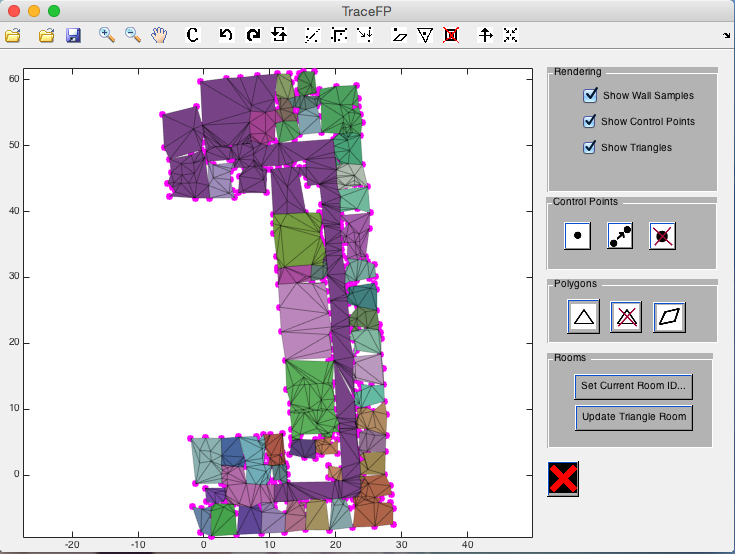 TraceFP
C
60
50
40
30
20
10
0
-20
-10
0
10
20
30
40
Rendering
Show Wall Samples
Show Control Points
Show Triangles
Control Points
Polygons
Rooms
Set Current Room ID...
Update Triangle Room